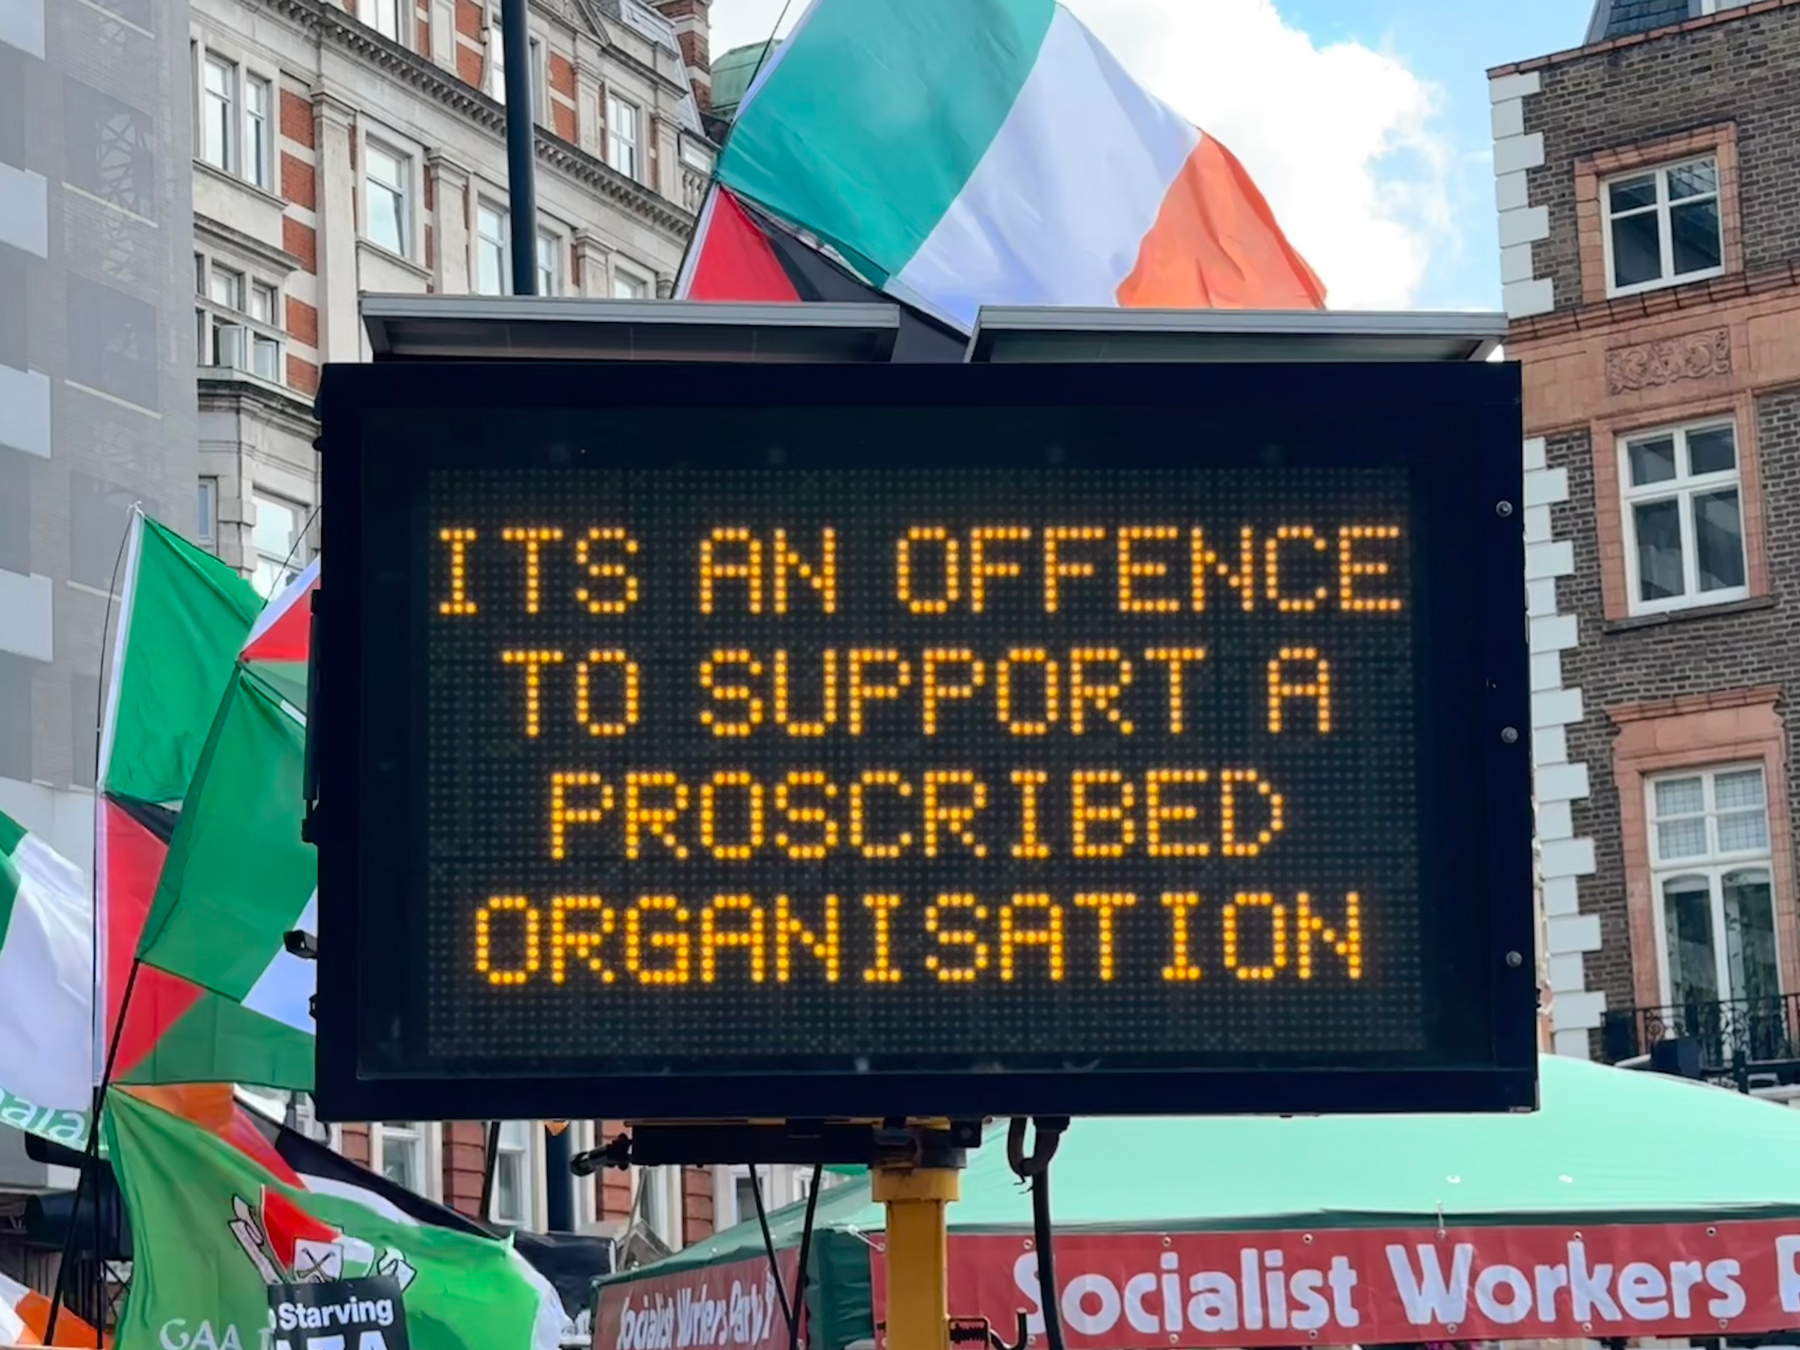 ITS AN OFFENCE
TO SUPPORT A
PROSCRIBED
ORGANISATION
Socialist Workers
Socialist Workers Party
Starving
GAA